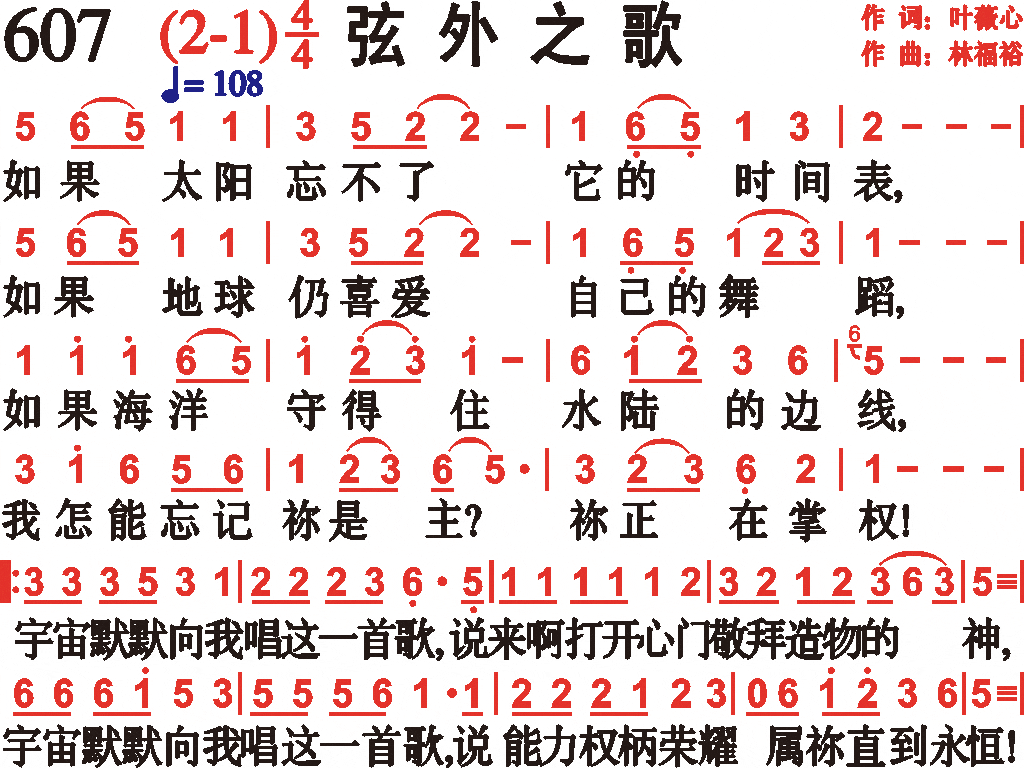 607 (2-1) 4/4 弦外之歌 作 词：叶薇心
♩= 108 作 曲：林福裕
5 6 5 1 1 | 3 5 2 2 - | 1 6 5 1 3 | 2 - - - |
如果 太阳 忘不了 它的 时间表，
5 6 5 1 1 | 3 5 2 2 - | 1 6 5 1 2 3 | 1 - - - |
如果 地球 仍喜爱 自己的舞 蹈，
1 1 1 6 5 | 1 2 3 1 - | 6 1 2 3 6 | 6 5 - - - |
如果海洋 守得 住 水陆 的边线，
3 1 6 5 6 | 1 2 3 6 5· | 3 2 3 6 2 | 1 - - - |
我怎能忘记 祢是 主? 祢正 在掌 权!
‖: 3 3 3 5 3 1 | 2 2 2 3 6 · 5 | 1 1 1 1 1 2 | 3 2 1 2 3 6 3 | 5 ≡ |
宇宙默默向我唱这一首歌，说来啊打开心门敬拜造物的 神，
6 6 6 1 5 3 | 5 5 5 6 1 · 1 | 2 2 2 1 2 3 | 0 6 1 2 3 6 | 5 ≡ |
宇宙默默向我唱这一首歌，说 能力权柄荣耀 属祢直到永恒!